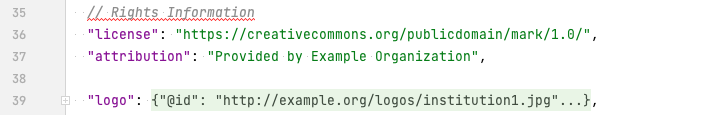 35 // Rights Information
36 "license": "https://creativecommons.org/publicdomain/mark/1.0/",
37 "attribution": "Provided by Example Organization",
38
39 "logo": {"@id": "http://example.org/logos/institution1.jpg"...},